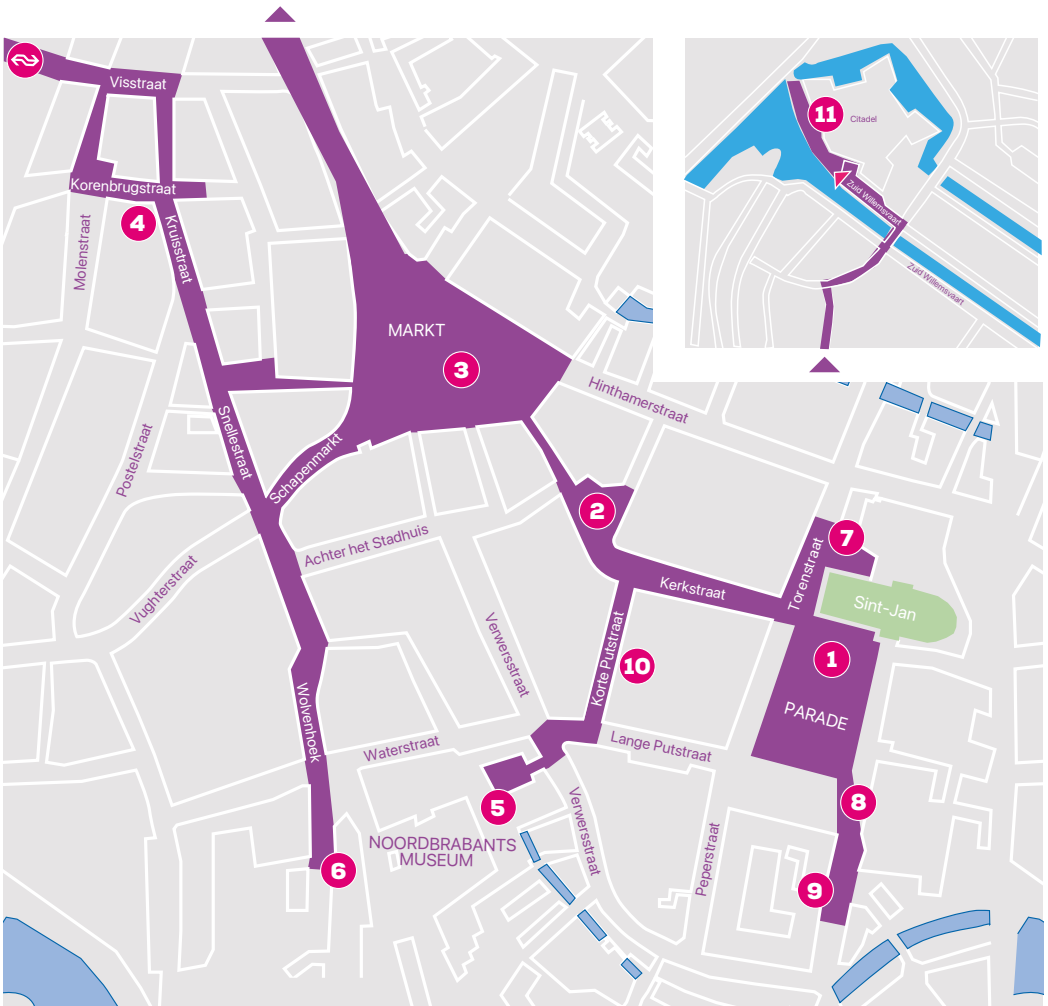 Visstraat
11
Citadel
Korenbrugstraat
Zuid Willemsvaart
4
Molenstraat
Kruisstraat
Zuid Willemsvaart
MARKT
3
Hinthamerstraat
Snellestraat
Postelstraat
Schapenmarkt
2
7
Achter het Stadhuis
Torenstraat
Kerkstraat
Vughterstraat
Sint-Jan
Verwersstraat
Korte Putstraat
10
1
Wolvenhoek
PARADE
Waterstraat
Lange Putstraat
5
8
Verwersstraat
NOORDBRABANTS
MUSEUM
Peperstraat
6
9